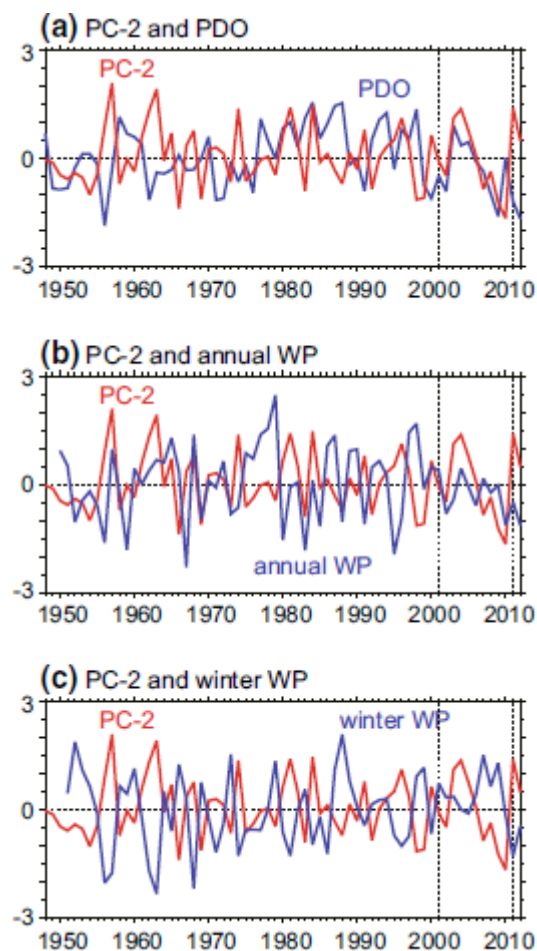 (a) PC-2 and PDO
3
PC-2
PDO
0
-3
1950 1960 1970 1980 1990 2000 2010
(b) PC-2 and annual WP
3
PC-2
0
annual WP
-3
1950 1960 1970 1980 1990 2000 2010
(c) PC-2 and winter WP
3
PC-2
winter WP
0
-3
1950 1960 1970 1980 1990 2000 2010